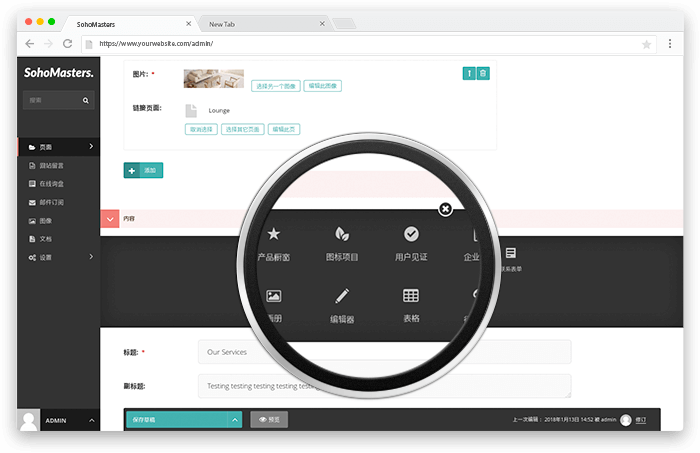 SohoMasters
New Tab
https://www.yourwebsite.com/admin/
SohoMasters.
搜索
页面
网站留言
在线询盘
邮件订阅
图像
文档
设置
ADMIN
图片: *
选择另一个图像
编辑此图像
链接页面:
Lounge
取消选择
选择其它页面
编辑此页
添加
内容
产品橱窗
图标项目
用户见证
企业
联系表单
编辑器
表格
标题: *
Our Services
副标题:
Testing testing testing testing testing
保存草稿
预览
上一次编辑: 2018年1月13日 14:52 被 admin
修订